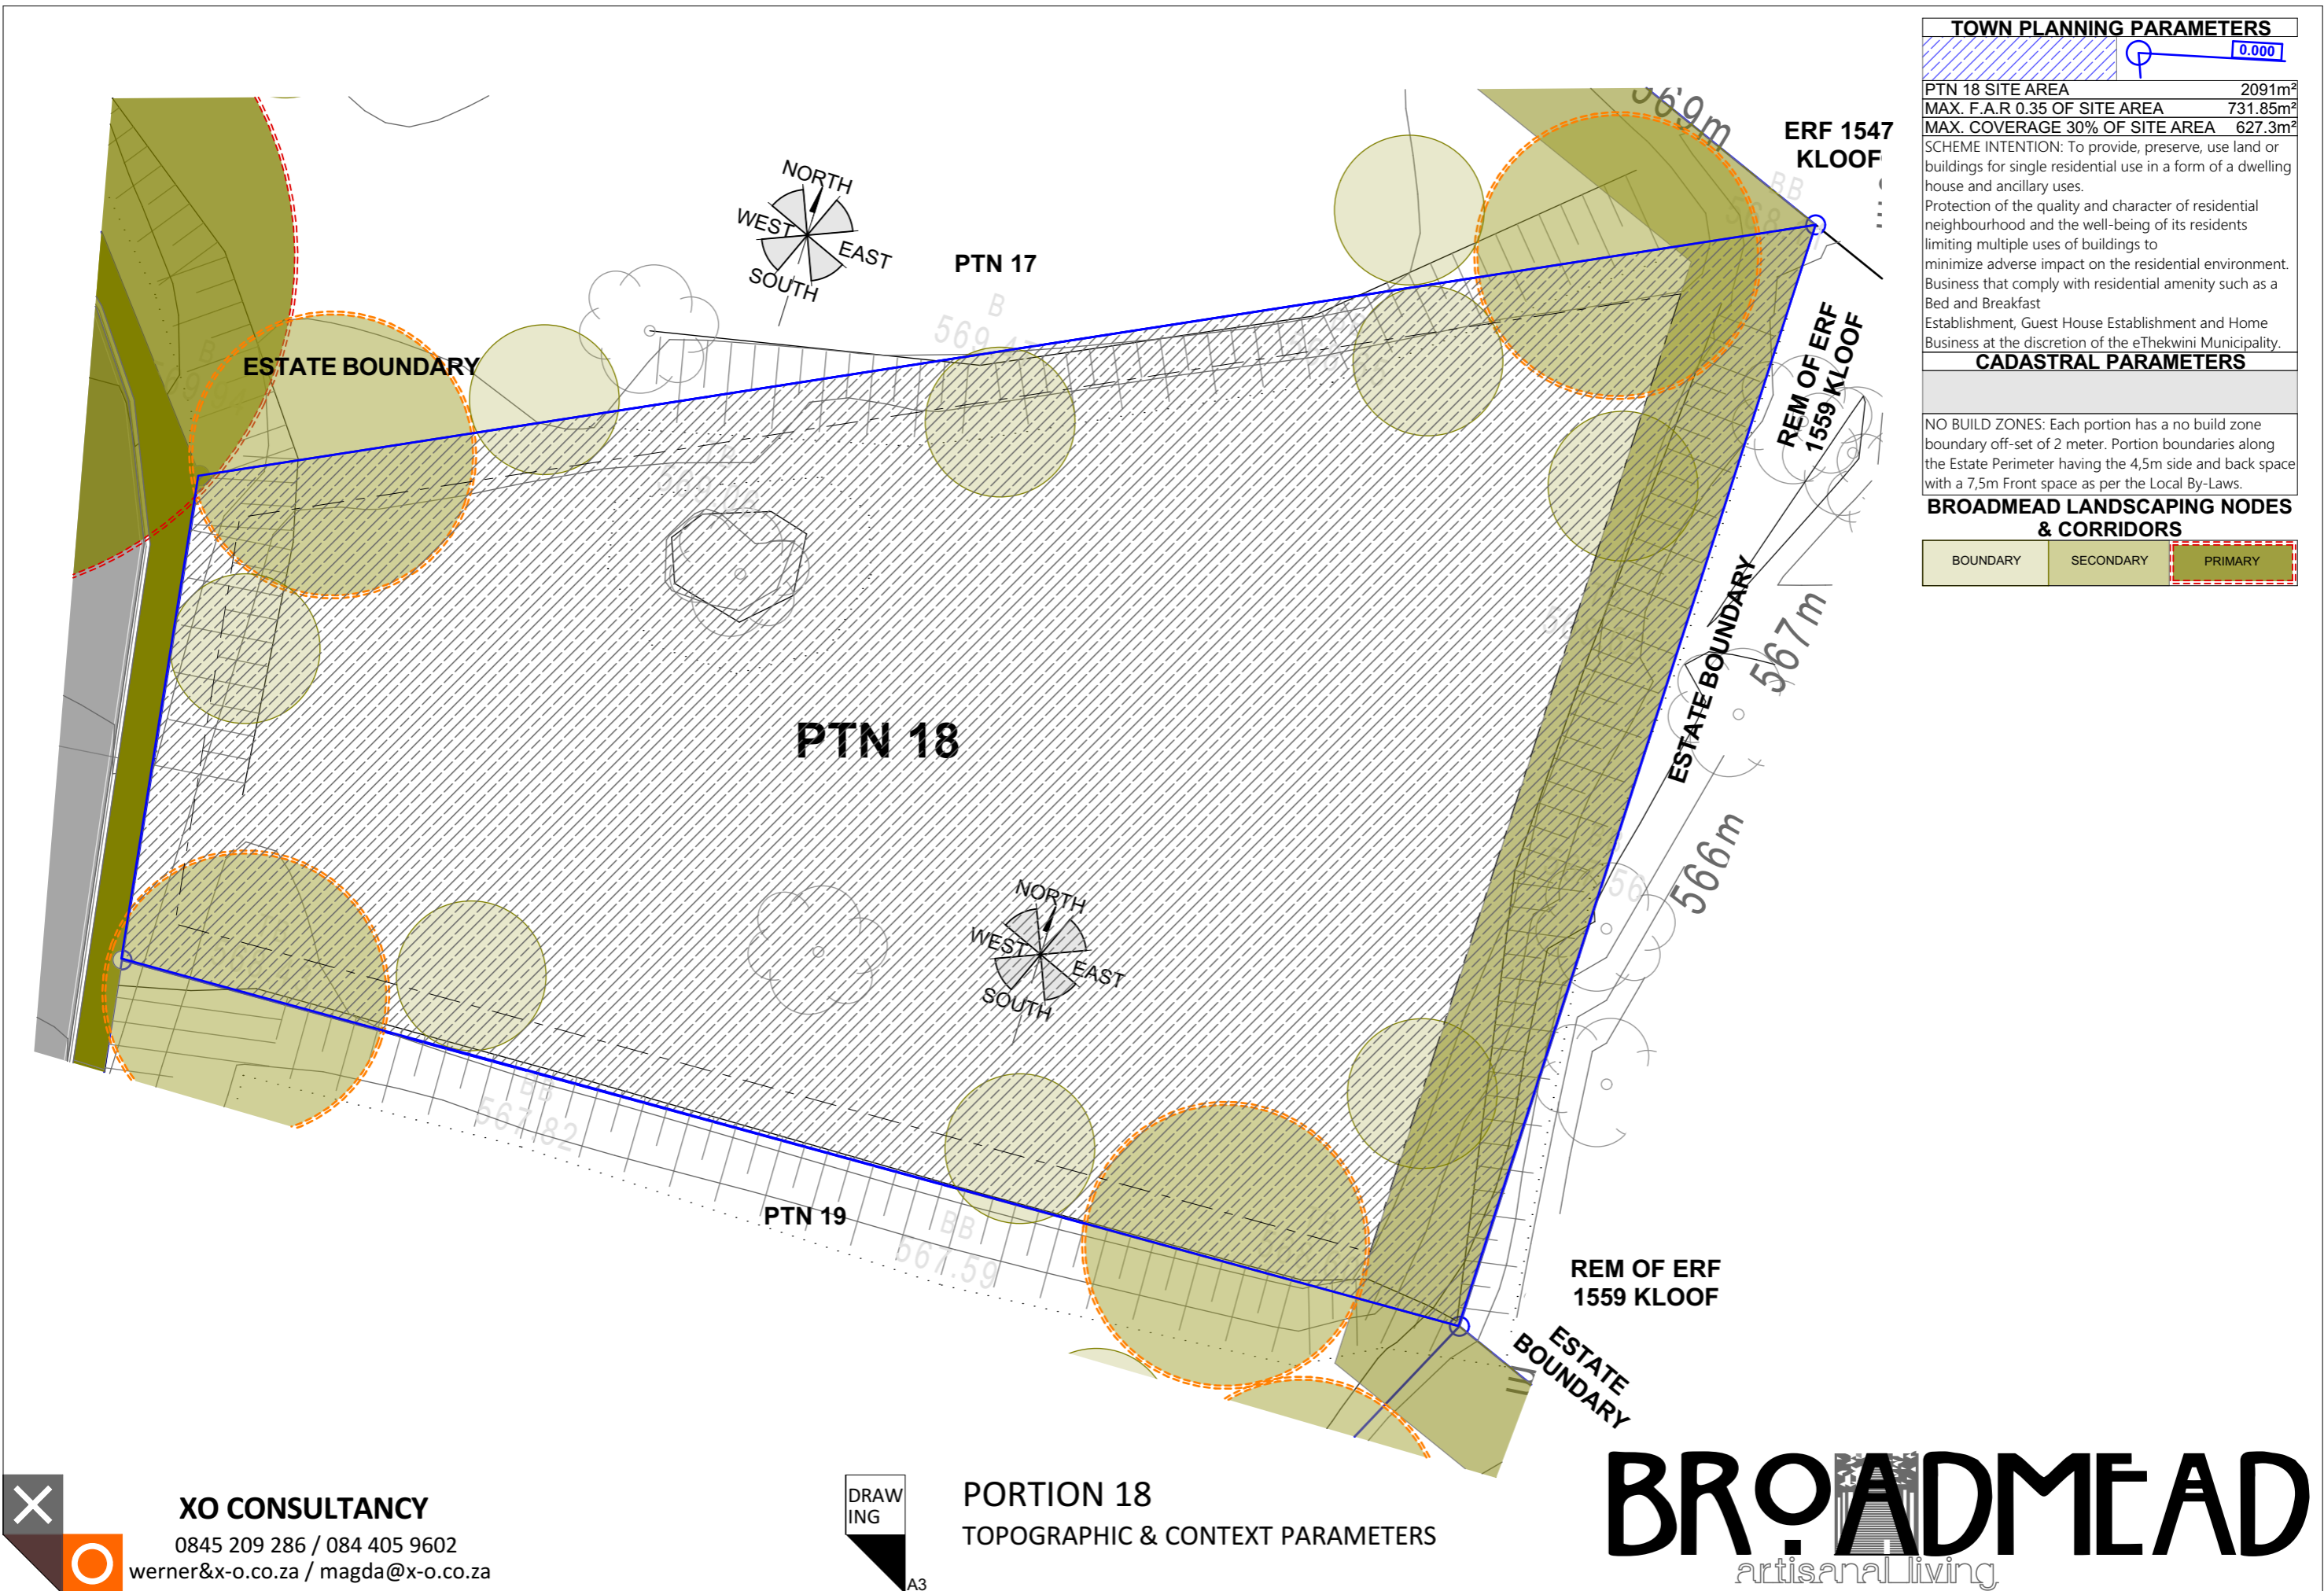 TOWN PLANNING PARAMETERS
0.000
PTN 18 SITE AREA 2091m²
MAX. F.A.R 0.35 OF SITE AREA 731.85m²
MAX. COVERAGE 30% OF SITE AREA 627.3m²
SCHEME INTENTION: To provide, preserve, use land or
buildings for single residential use in a form of a dwelling
house and ancillary uses.
Protection of the quality and character of residential
neighbourhood and the well-being of its residents
limiting multiple uses of buildings to
minimize adverse impact on the residential environment.
Business that comply with residential amenity such as a
Bed and Breakfast
Establishment, Guest House Establishment and Home
Business at the discretion of the eThekwini Municipality.
CADASTRAL PARAMETERS
NO BUILD ZONES: Each portion has a no build zone
boundary off-set of 2 meter. Portion boundaries along
the Estate Perimeter having the 4,5m side and back space
with a 7,5m Front space as per the Local By-Laws.
BROADMEAD LANDSCAPING NODES
& CORRIDORS
BOUNDARY
SECONDARY
PRIMARY
569m
ERF 1547
KLOOF
BB
NORTH
WEST
EAST
SOUTH
PTN 17
B
ESTATE BOUNDARY
REM OF ERF
1559 KLOOF
ESTATE BOUNDARY
567m
PTN 18
566m
NORTH
WEST
EAST
SOUTH
BB
567.82
PTN 19
BB
567.59
REM OF ERF
1559 KLOOF
ESTATE
BOUNDARY
XO CONSULTANCY
0845 209 286 / 084 405 9602
werner&x-o.co.za / magda@x-o.co.za
DRAW
ING
A3
PORTION 18
TOPOGRAPHIC & CONTEXT PARAMETERS
BROADMEAD
artisanal living